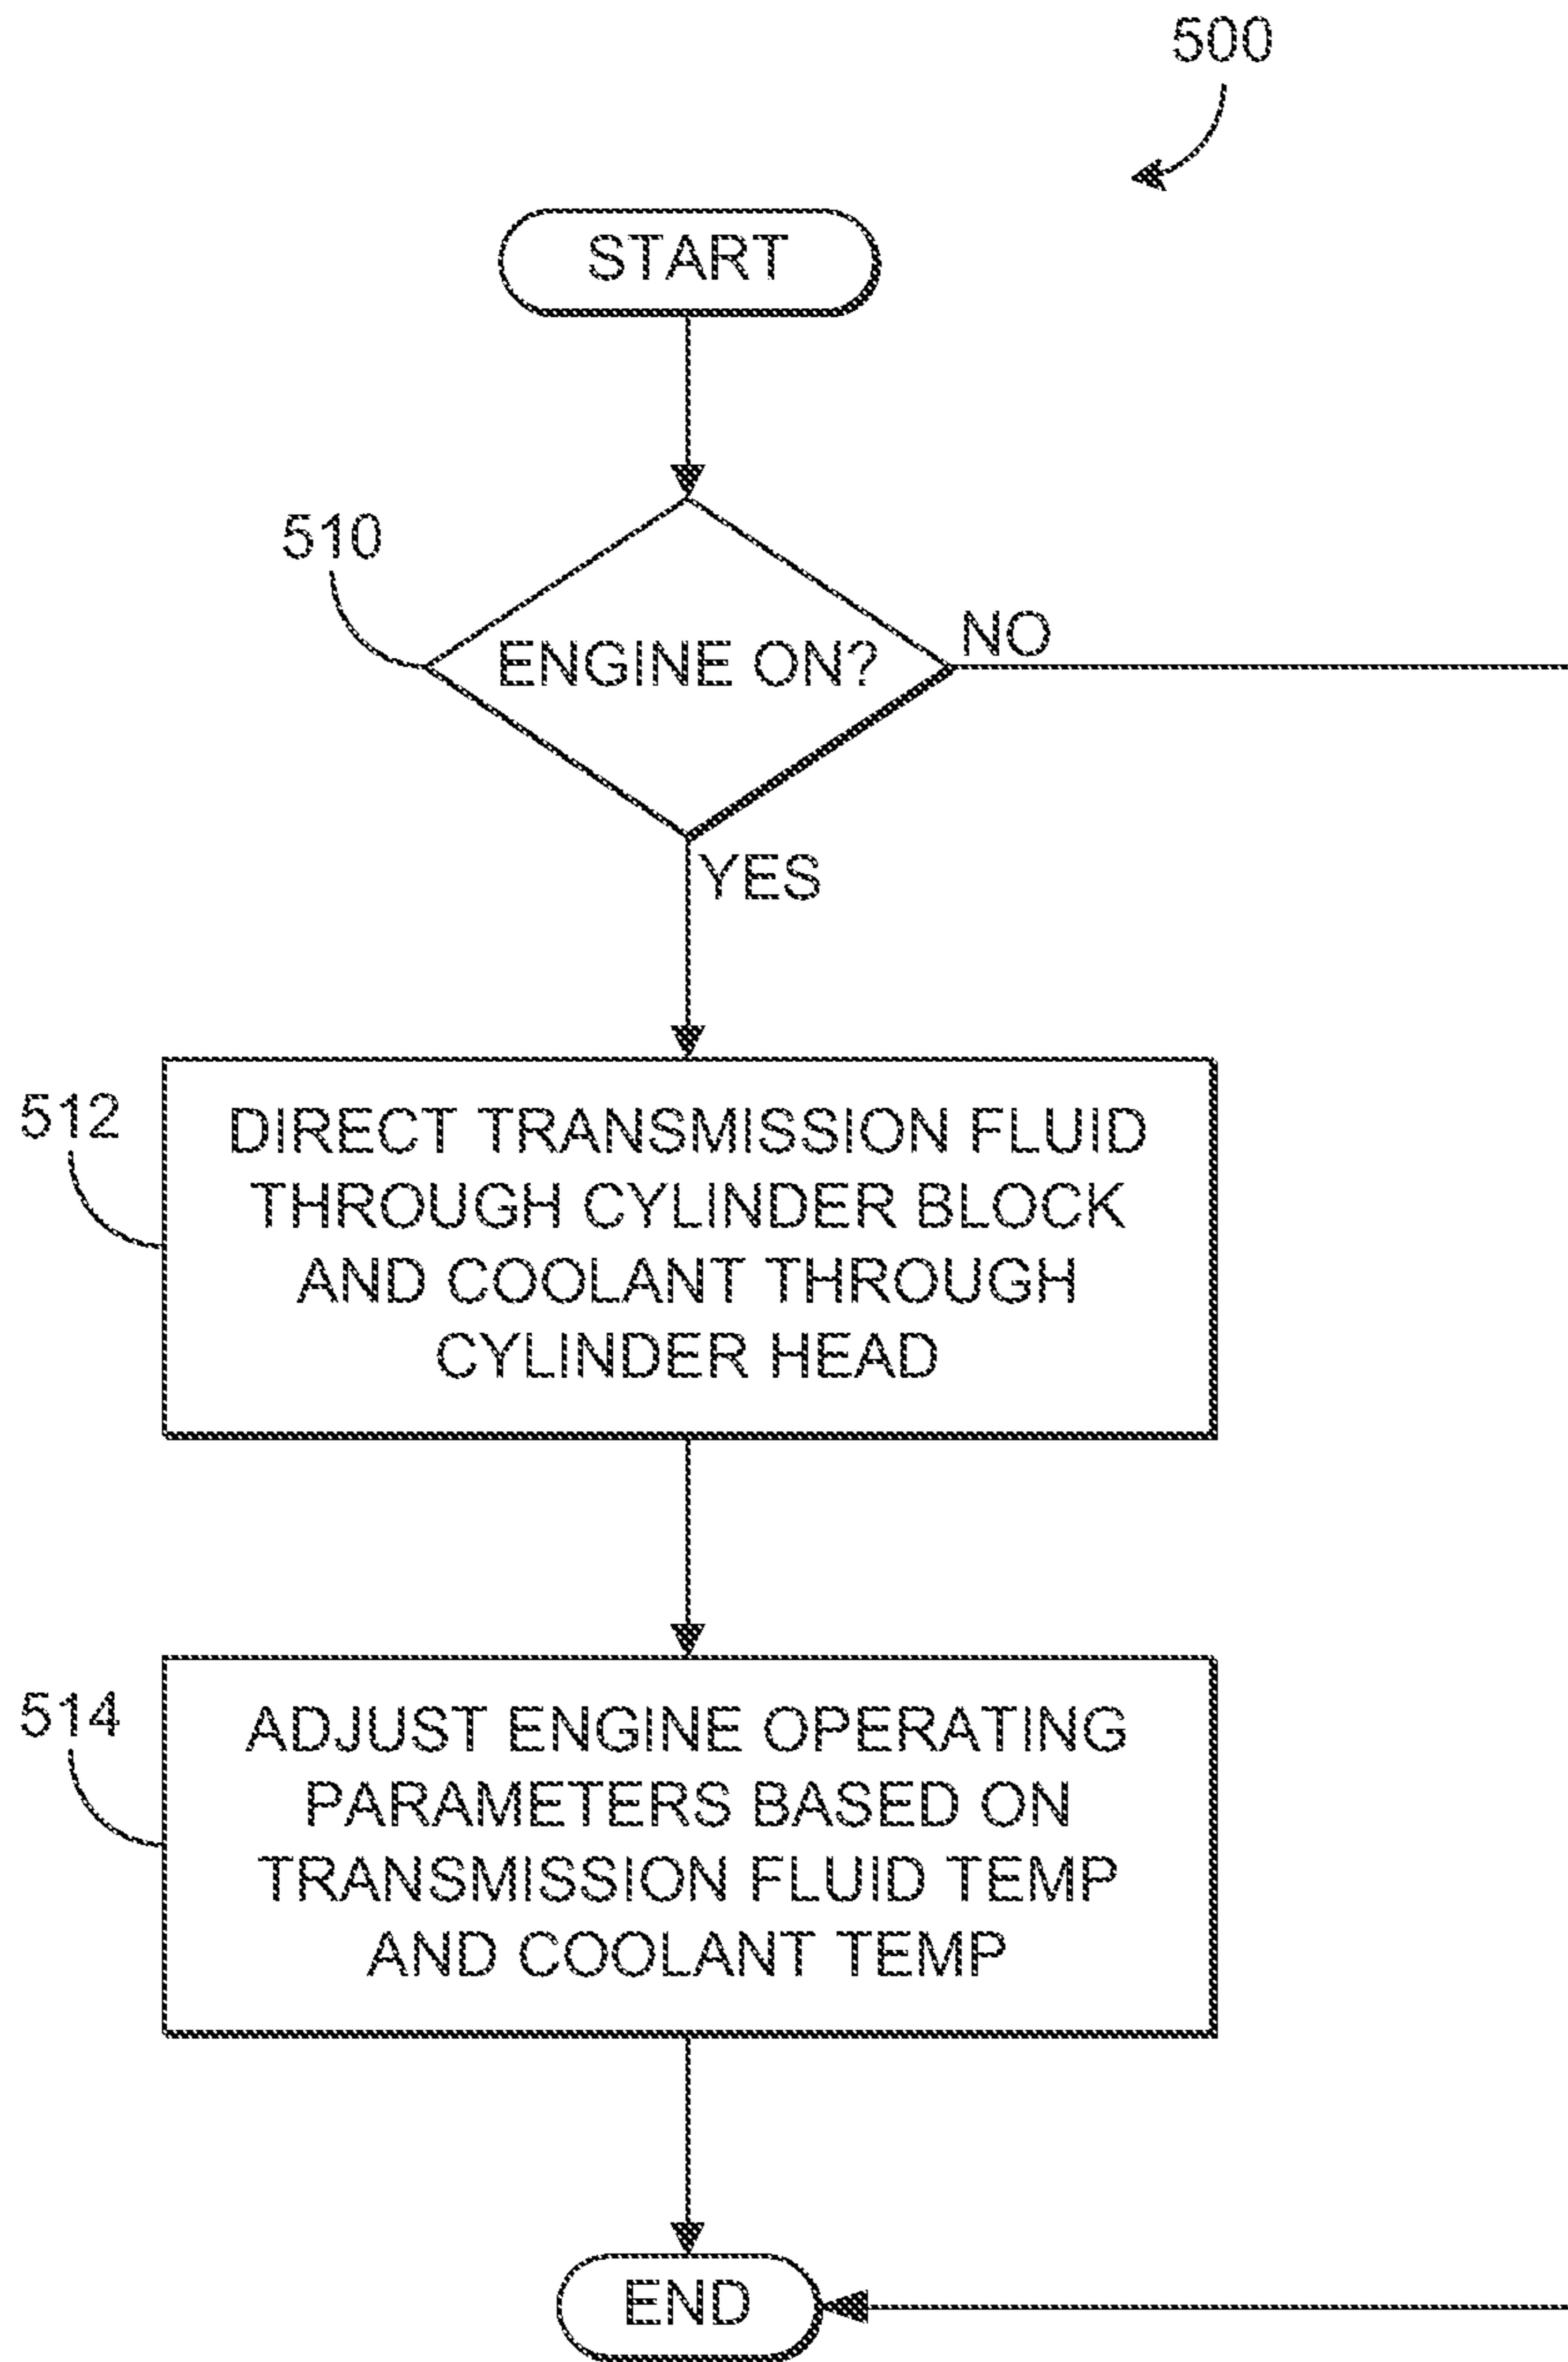 500
START
510
ENGINE ON?
NO
YES
512
DIRECT TRANSMISSION FLUID
THROUGH CYLINDER BLOCK
AND COOLANT THROUGH
CYLINDER HEAD
514
ADJUST ENGINE OPERATING
PARAMETERS BASED ON
TRANSMISSION FLUID TEMP
AND COOLANT TEMP
END